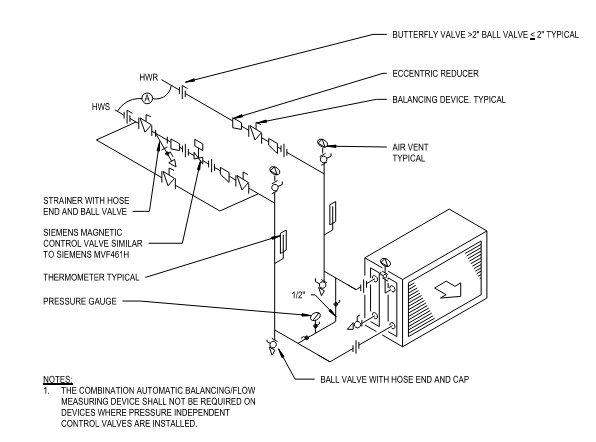 BUTTERFLY VALVE >2" BALL VALVE ≤ 2" TYPICAL
HWR
ECCENTRIC REDUCER
A
HWS
BALANCING DEVICE. TYPICAL
AIR VENT
TYPICAL
STRAINER WITH HOSE
END AND BALL VALVE
SIEMENS MAGNETIC
CONTROL VALVE SIMILAR
TO SIEMENS MVF461H
THERMOMETER TYPICAL
1/2"
PRESSURE GAUGE
BALL VALVE WITH HOSE END AND CAP
NOTES:
1. THE COMBINATION AUTOMATIC BALANCING/FLOW
MEASURING DEVICE SHALL NOT BE REQUIRED ON
DEVICES WHERE PRESSURE INDEPENDENT
CONTROL VALVES ARE INSTALLED.